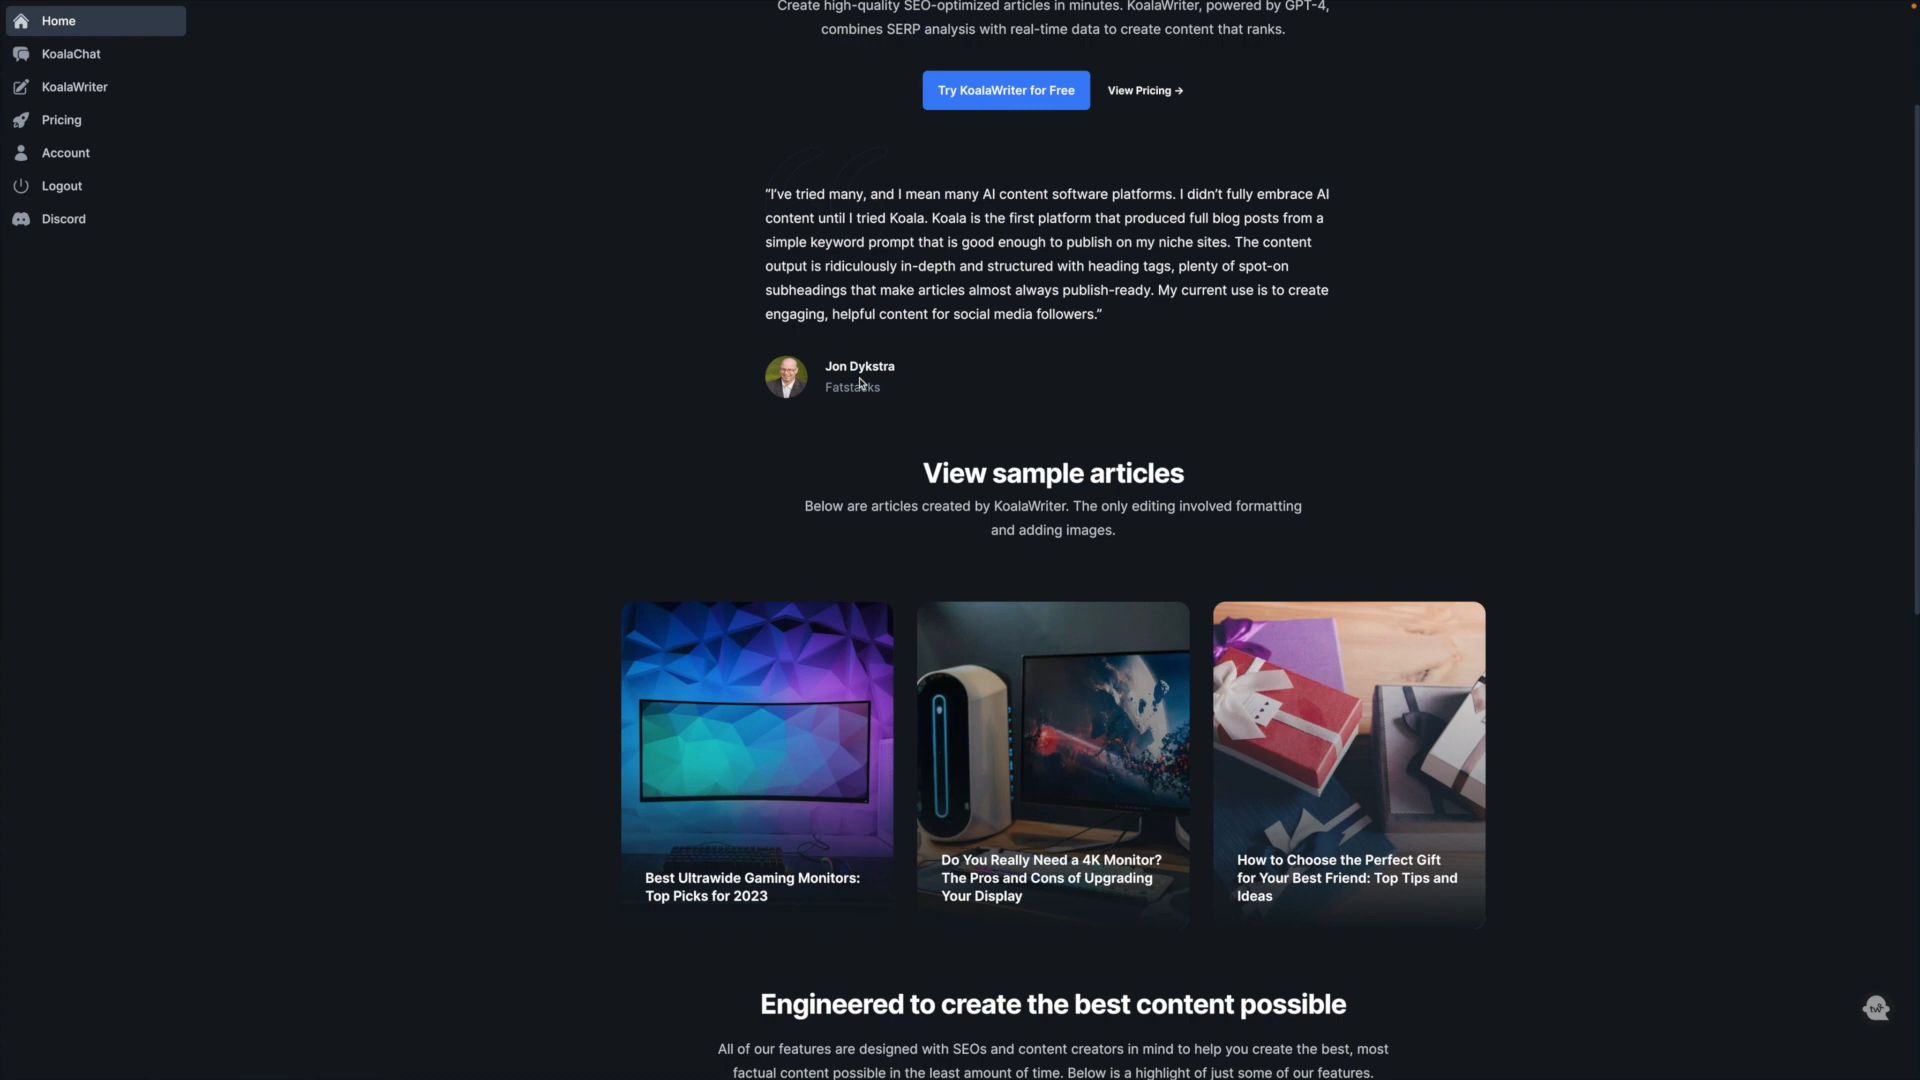 Home
KoalaChat
KoalaWriter
Pricing
Account
Logout
Discord
Create high-quality SEO-optimized articles in minutes. KoalaWriter, powered by GPT-4,
combines SERP analysis with real-time data to create content that ranks.
Try KoalaWriter for Free
View Pricing →
“I’ve tried many, and I mean many AI content software platforms. I didn’t fully embrace AI
content until I tried Koala. Koala is the first platform that produced full blog posts from a
simple keyword prompt that is good enough to publish on my niche sites. The content
output is ridiculously in-depth and structured with heading tags, plenty of spot-on
subheadings that make articles almost always publish-ready. My current use is to create
engaging, helpful content for social media followers.”
Jon Dykstra
Fatstacks
View sample articles
Below are articles created by KoalaWriter. The only editing involved formatting
and adding images.
Best Ultrawide Gaming Monitors:
Top Picks for 2023
Do You Really Need a 4K Monitor?
The Pros and Cons of Upgrading
Your Display
How to Choose the Perfect Gift
for Your Best Friend: Top Tips and
Ideas
Engineered to create the best content possible
All of our features are designed with SEOs and content creators in mind to help you create the best, most
factual content possible in the least amount of time. Below is a highlight of just some of our features.